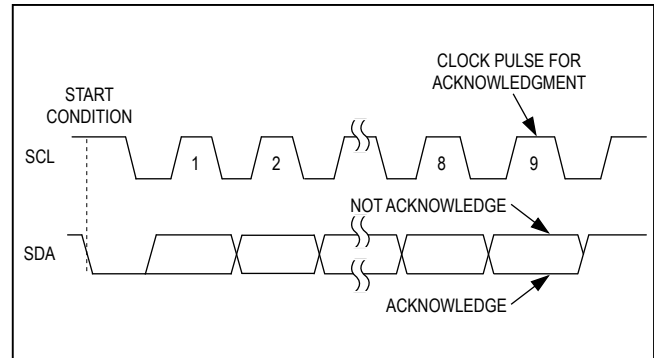 CLOCK PULSE FOR
ACKNOWLEDGMENT
START
CONDITION
SCL
1
2
8
9
NOT ACKNOWLEDGE
SDA
ACKNOWLEDGE